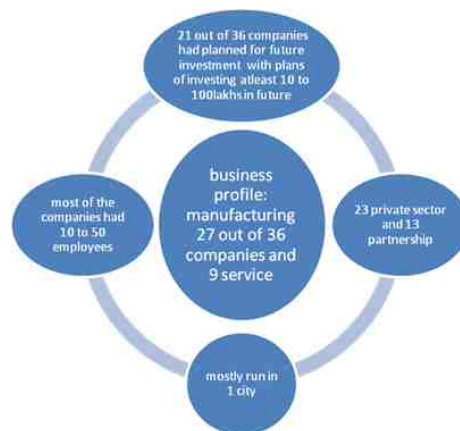 21 out of 36 companies
had planned for future
investment with plans
of investing atleast 10 to
100lakhs in future
business
profile:
manufacturing
27 out of 36
companies and
9 service
most of the
companies had
10 to 50
employees
23 private sector
and 13
partnership
mostly run in
1 city